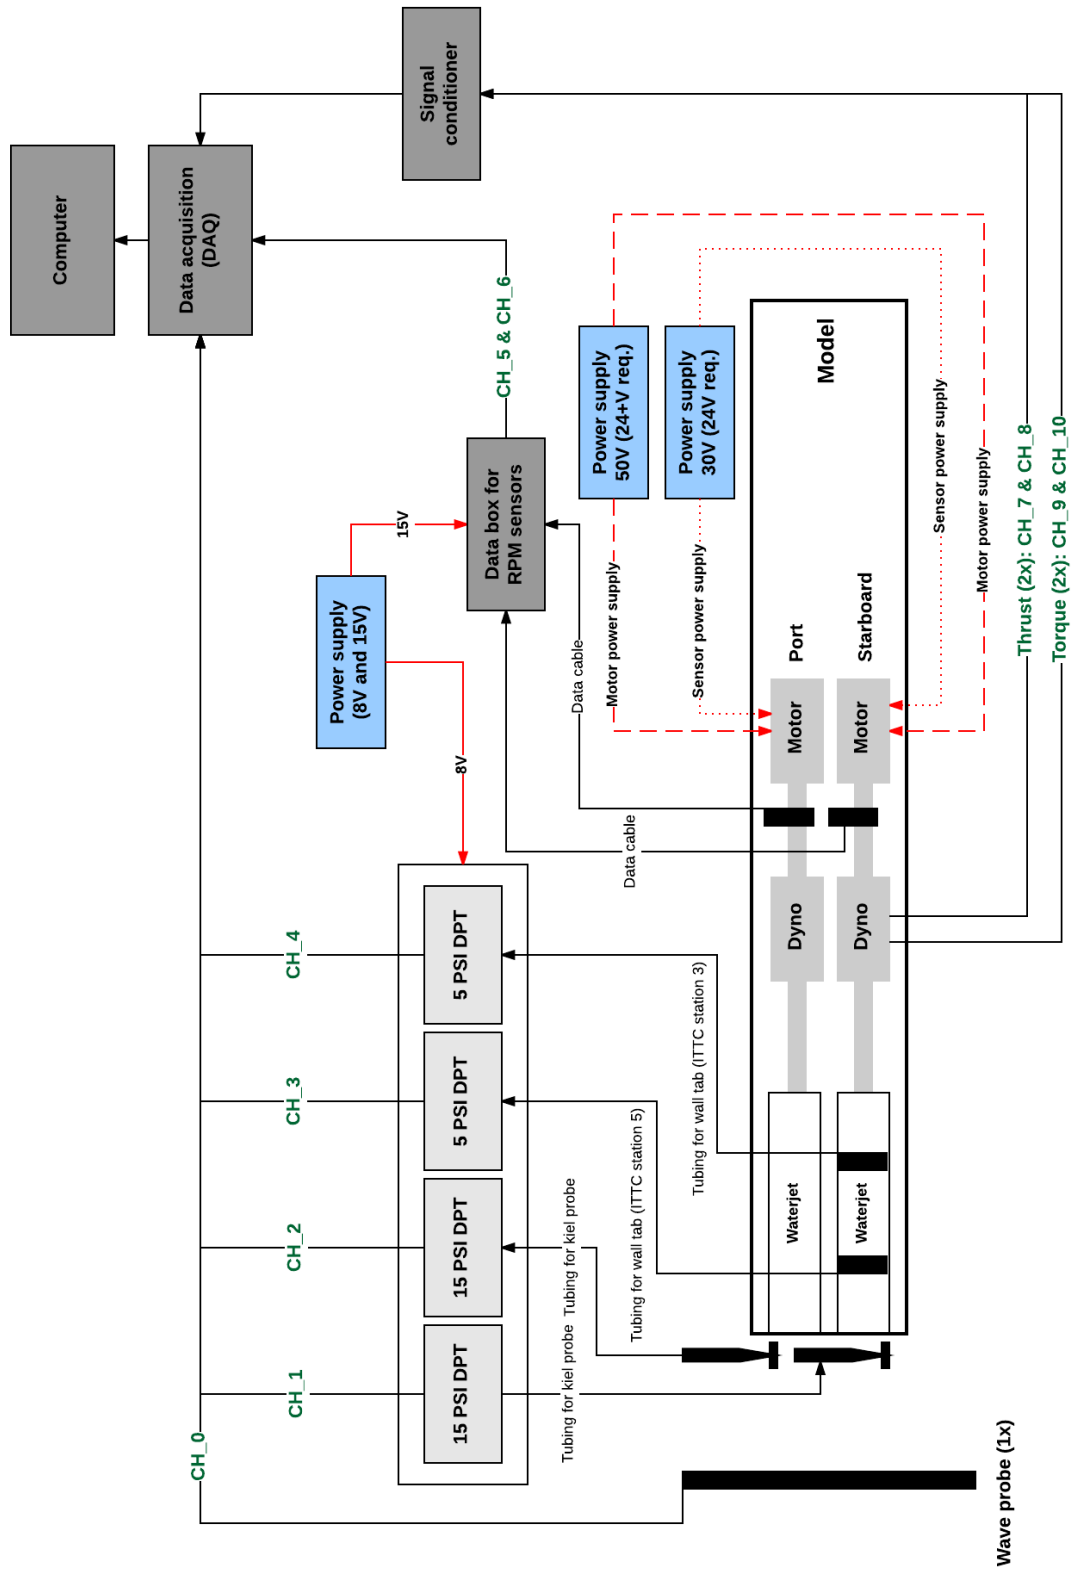 Computer
Data acquisition
(DAQ)
Signal
conditioner
CH_5 & CH_6
Power supply
(8V and 15V)
15V
8V
Data box for
RPM sensors
Power supply
50V (24+V req.)
Power supply
30V (24V req.)
Model
Data cable
Data cable
Motor power supply
Sensor power supply
Sensor power supply
Motor power supply
Thrust (2x): CH_7 & CH_8
Torque (2x): CH_9 & CH_10
Port
Starboard
Motor
Motor
Dyno
Dyno
Waterjet
Waterjet
CH_4
CH_3
CH_2
CH_1
CH_0
5 PSI DPT
5 PSI DPT
15 PSI DPT
15 PSI DPT
Tubing for wall tab (ITTC station 3)
Tubing for wall tab (ITTC station 5)
Tubing for kiel probe
Tubing for kiel probe
Wave probe (1x)